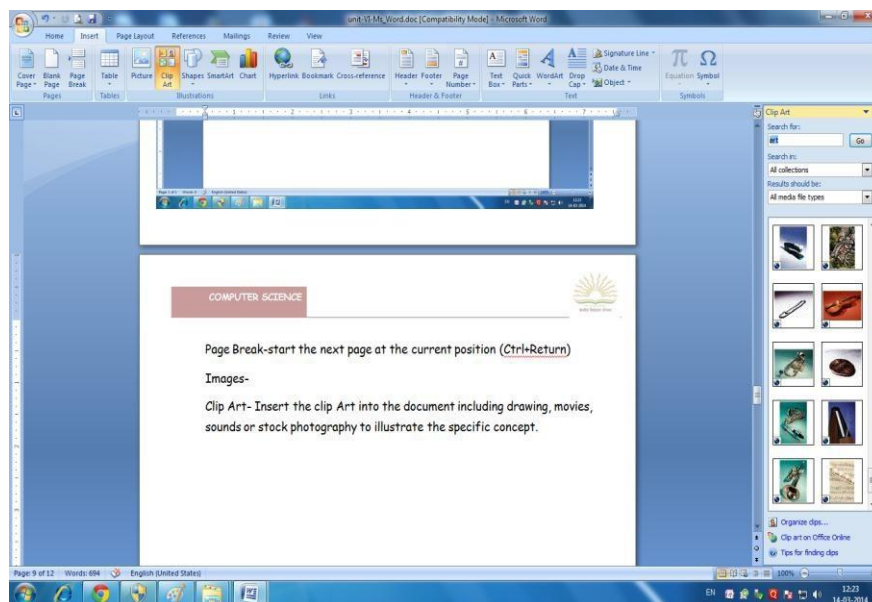 unit-VI-Ms_Word.doc [Compatibility Mode] - Microsoft Word
Home Insert Page Layout References Mailings Review View
Cover Page Blank Page Page Break Table Picture Clip Art Shapes SmartArt Chart Hyperlink Bookmark Cross-reference Header Footer Page Number Text Box Quick Parts WordArt Drop Cap
Signature Line
Date & Time
Object
Equation Symbol
Pages Tables Illustrations Links Header & Footer Text Symbols
Clip Art
Search for:
art Go
Search in:
All collections
Results should be:
All media file types
COMPUTER SCIENCE
Page Break-start the next page at the current position (Ctrl+Return)
Images-
Clip Art- Insert the clip Art into the document including drawing, movies,
sounds or stock photography to illustrate the specific concept.
Organize clips...
Clip art on Office Online
Tips for finding clips
Page: 9 of 12 Words: 694 English (United States) 100%
EN 12:23
14-03-2014